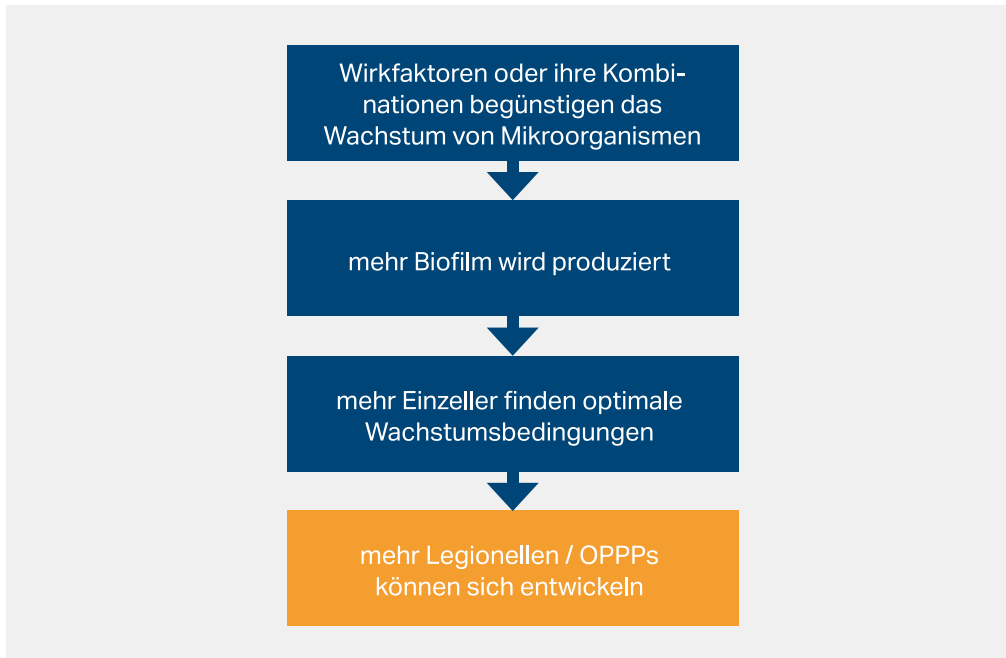 Wirkfaktoren oder ihre Kombi-
nationen begünstigen das
Wachstum von Mikroorganismen
mehr Biofilm wird produziert
mehr Einzeller finden optimale
Wachstumsbedingungen
mehr Legionellen / OPPPs
können sich entwickeln